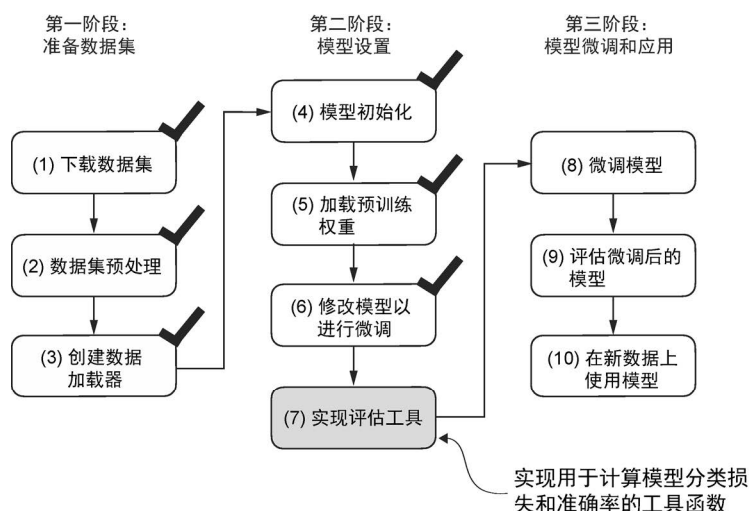 第一阶段：
准备数据集
第二阶段：
模型设置
第三阶段：
模型微调和应用
(1) 下载数据集
(2) 数据集预处理
(3) 创建数据
加载器
(4) 模型初始化
(5) 加载预训练
权重
(6) 修改模型以
进行微调
(7) 实现评估工具
(8) 微调模型
(9) 评估微调后的
模型
(10) 在新数据上
使用模型
实现用于计算模型分类损
失和准确率的工具函数